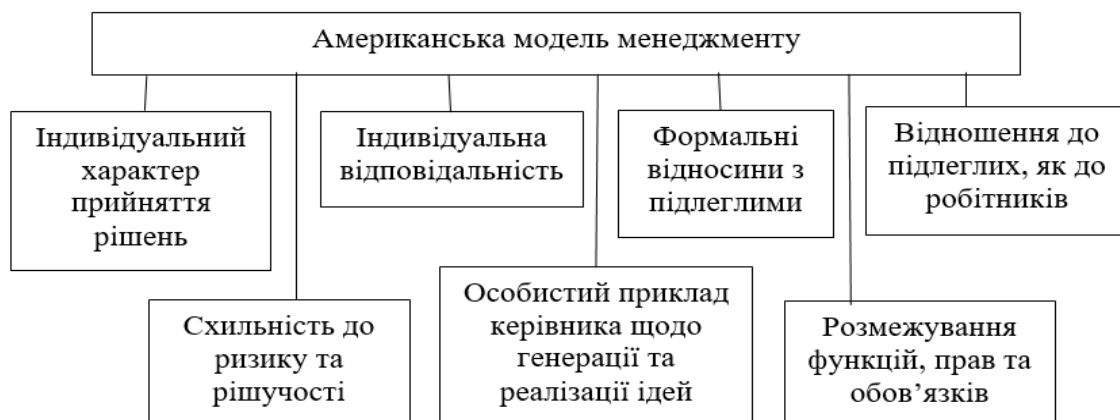 Американська модель менеджменту
Індивідуальний
характер
прийняття
рішень
Індивідуальна
відповідальність
Формальні
відносини з
підлеглими
Відношення до
підлеглих, як до
робітників
Схильність до
ризику та
рішучості
Особистий приклад
керівника щодо
генерації та
реалізації ідей
Розмежування
функцій, прав та
обов’язків